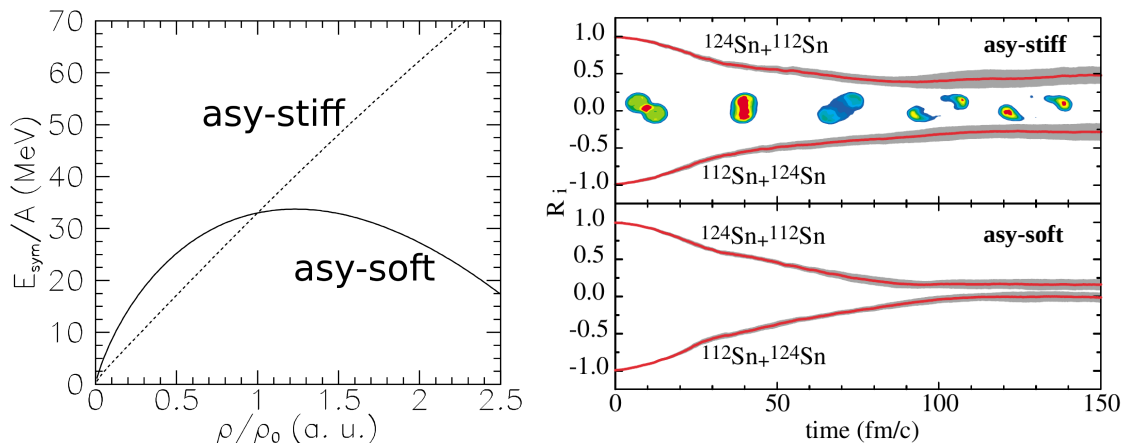 70
60
50
40
30
20
10
0
E_sym/A (MeV)
asy-stiff
asy-soft
0 0.5 1 1.5 2 2.5
ρ/ρ₀ (a. u.)
1.0
0.5
0.0
-0.5
-1.0
¹²⁴Sn+¹¹²Sn
asy-stiff
¹¹²Sn+¹²⁴Sn
R i
1.0
0.5
0.0
-0.5
-1.0
¹²⁴Sn+¹¹²Sn
asy-soft
¹¹²Sn+¹²⁴Sn
0 50 100 150
time (fm/c)